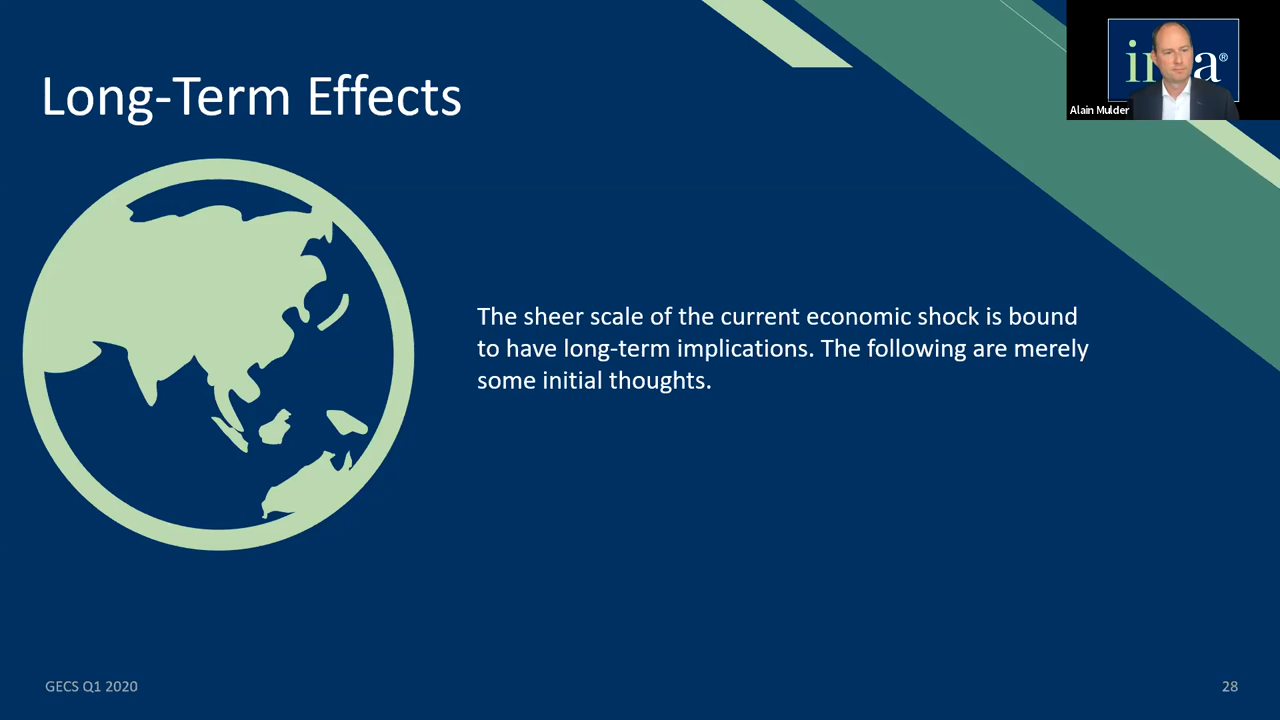 Long-Term Effects
Alain Mulder
The sheer scale of the current economic shock is bound
to have long-term implications. The following are merely
some initial thoughts.
GECS Q1 2020
28